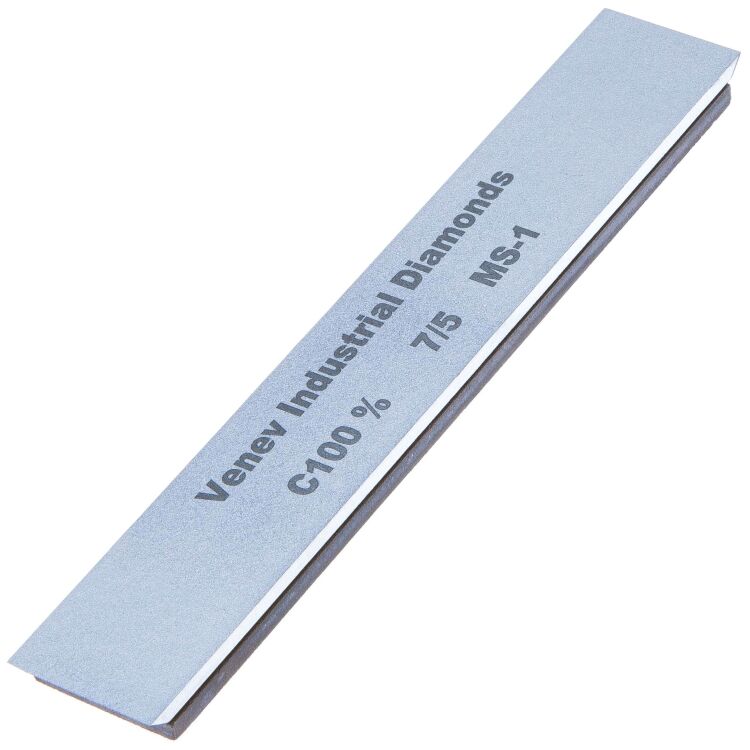 Venev Industrial Diamonds
C100 % 7/5 MS-1